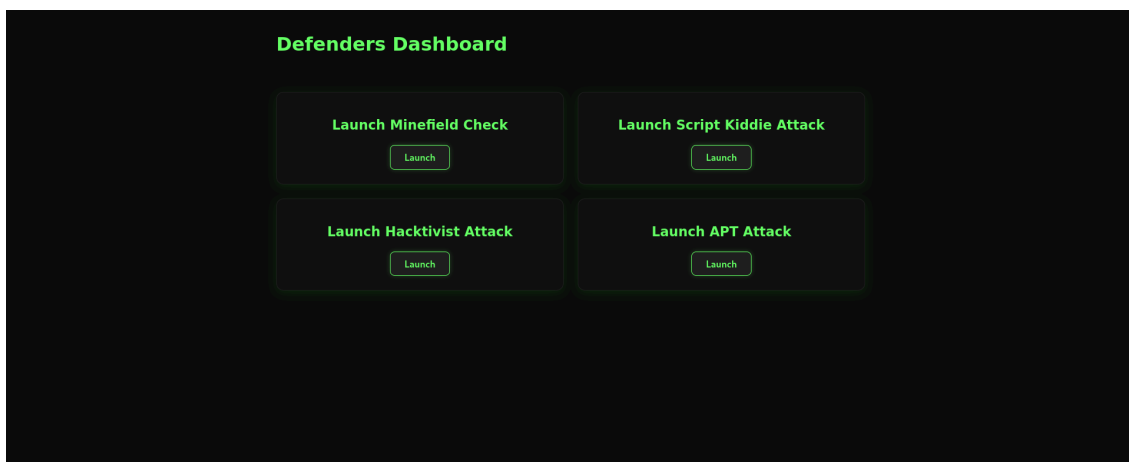 Defenders Dashboard
Launch Minefield Check
Launch
Launch Script Kiddie Attack
Launch
Launch Hacktivist Attack
Launch
Launch APT Attack
Launch